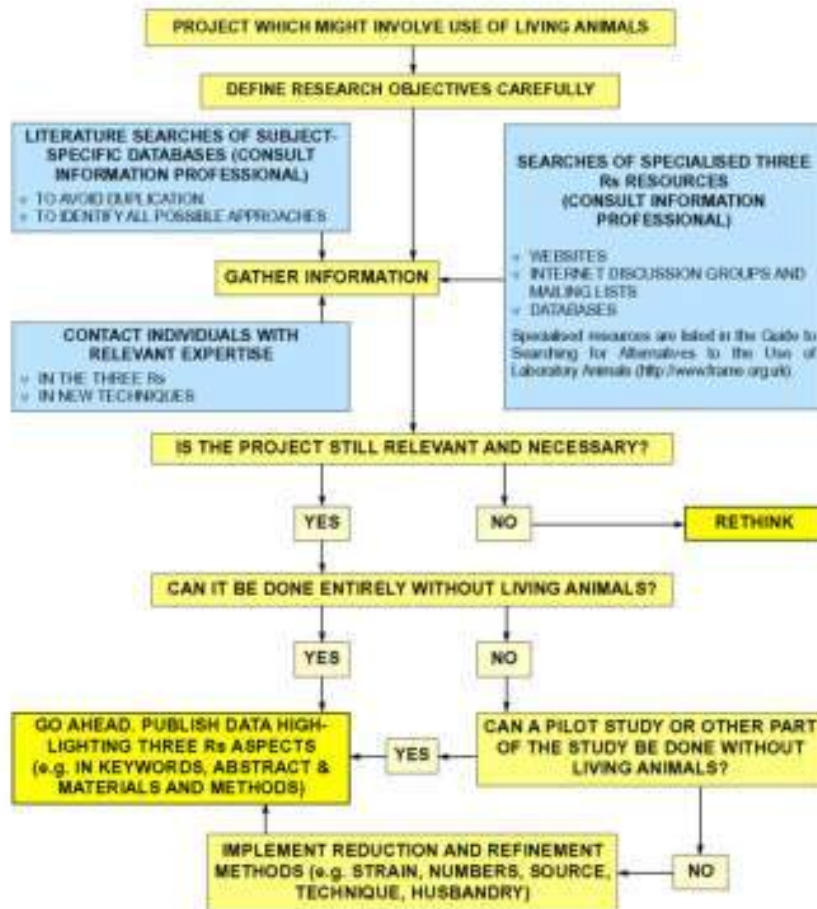 PROJECT WHICH MIGHT INVOLVE USE OF LIVING ANIMALS
DEFINE RESEARCH OBJECTIVES CAREFULLY
LITERATURE SEARCHES OF SUBJECT-
SPECIFIC DATABASES (CONSULT
INFORMATION PROFESSIONAL)
TO AVOID DUPLICATION
TO IDENTIFY ALL POSSIBLE APPROACHES
SEARCHES OF SPECIALISED THREE
Rs RESOURCES
(CONSULT INFORMATION
PROFESSIONAL)
WEBSITES
INTERNET DISCUSSION GROUPS AND
MAILING LISTS
DATABASES
Specialised resources are listed in the Guide to
Searching for Alternatives to the Use of
Laboratory Animals (http://www.frame.org.uk)
GATHER INFORMATION
CONTACT INDIVIDUALS WITH
RELEVANT EXPERTISE
IN THE THREE Rs
IN NEW TECHNIQUES
IS THE PROJECT STILL RELEVANT AND NECESSARY?
YES
NO
RETHINK
CAN IT BE DONE ENTIRELY WITHOUT LIVING ANIMALS?
YES
NO
GO AHEAD. PUBLISH DATA HIGH-
LIGHTING THREE Rs ASPECTS
(e.g. IN KEYWORDS, ABSTRACT &
MATERIALS AND METHODS)
YES
CAN A PILOT STUDY OR OTHER PART
OF THE STUDY BE DONE WITHOUT
LIVING ANIMALS?
IMPLEMENT REDUCTION AND REFINEMENT
METHODS (e.g. STRAIN, NUMBERS, SOURCE,
TECHNIQUE, HUSBANDRY)
NO